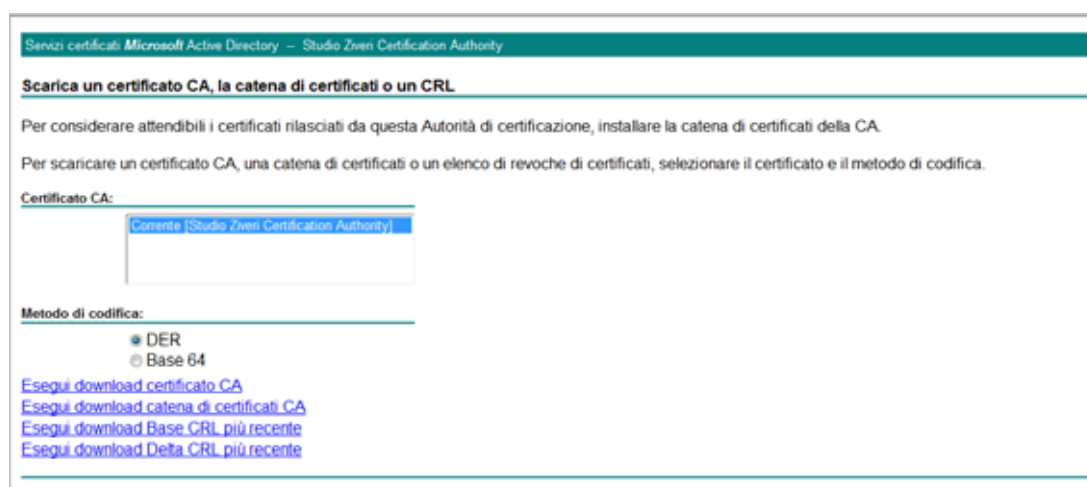 Servizi certificati Microsoft Active Directory -- Studio Ziveri Certification Authority
Scarica un certificato CA, la catena di certificati o un CRL
Per considerare attendibili i certificati rilasciati da questa Autorità di certificazione, installare la catena di certificati della CA.
Per scaricare un certificato CA, una catena di certificati o un elenco di revoche di certificati, selezionare il certificato e il metodo di codifica.
Certificato CA:
Corrente [Studio Ziveri Certification Authority]
Metodo di codifica:
DER
Base 64
Esegui download certificato CA
Esegui download catena di certificati CA
Esegui download Base CRL più recente
Esegui download Delta CRL più recente